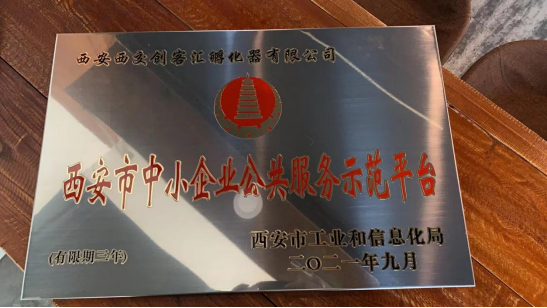 西安西交创客汇孵化器有限公司
西安市中小企业公共服务示范平台
西安市工业和信息化局
(有限期三年)
二〇二一年九月